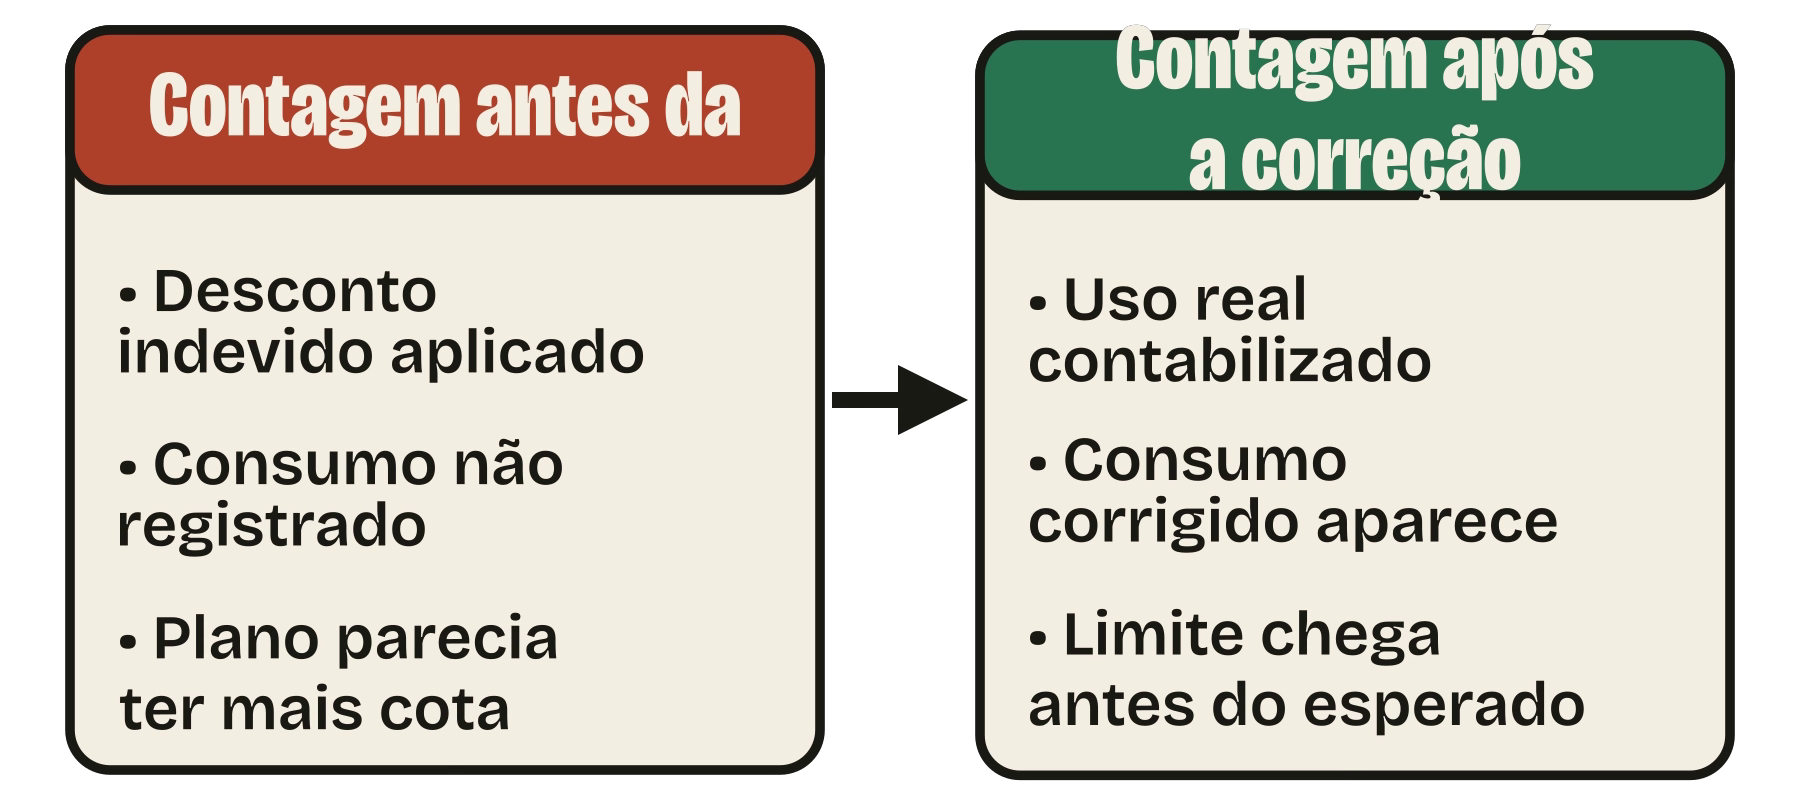 Contagem antes da
• Desconto
indevido aplicado
• Consumo não
registrado
• Plano parecia
ter mais cota
Contagem após
a correção
• Uso real
contabilizado
• Consumo
corrigido aparece
• Limite chega
antes do esperado